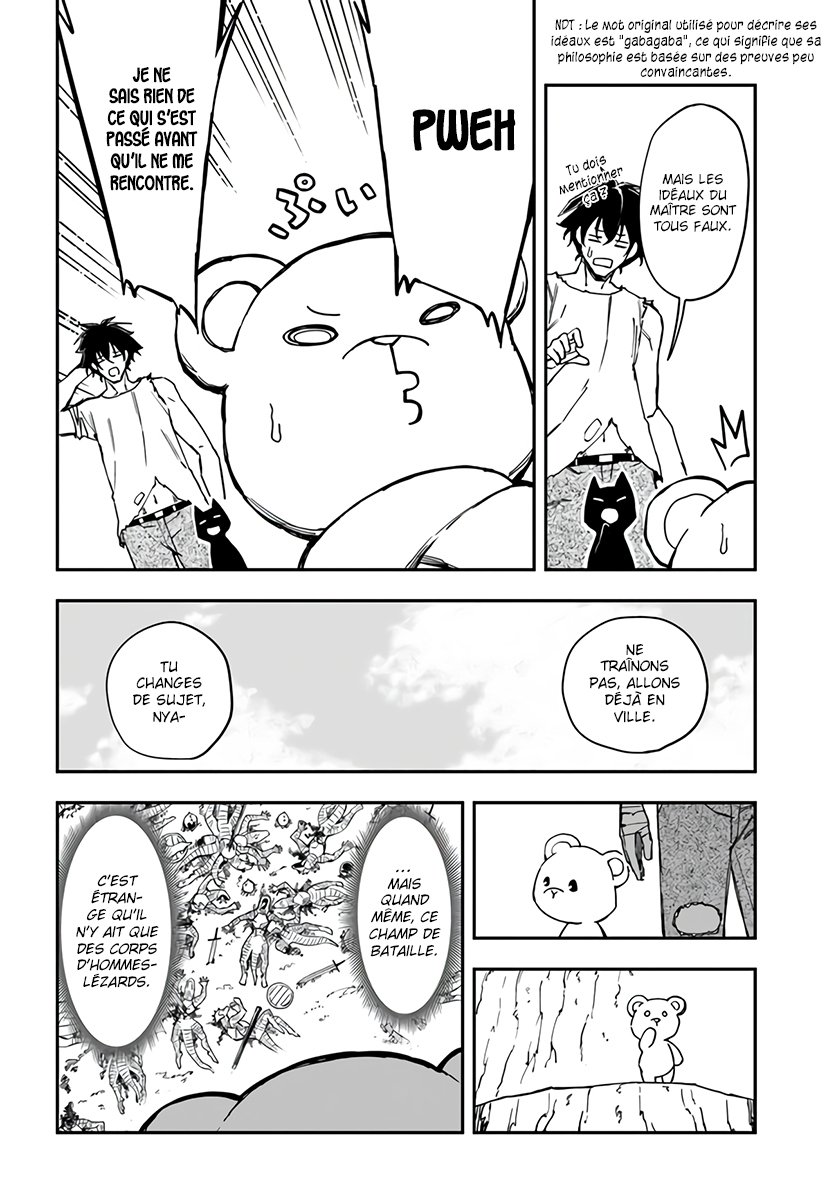 NDT : Le mot original utilisé pour décrire ses
idéaux est "gabagaba", ce qui signifie que sa
philosophie est basée sur des preuves peu
convaincantes.
MAIS LES
IDÉAUX DU
MAÎTRE SONT
TOUS FAUX.
Tu dois
mentionner
ça ?
PWEH
ぷい
JE NE
SAIS RIEN DE
CE QUI S'EST
PASSÉ AVANT
QU'IL NE ME
RENCONTRE.
NE
TRAÎNONS
PAS, ALLONS
DÉJÀ EN
VILLE.
TU
CHANGES
DE SUJET,
NYA-
...
MAIS
QUAND
MÊME, CE
CHAMP DE
BATAILLE.
C'EST
ÉTRAN-
GE QU'IL
N'Y AIT QUE
DES CORPS
D'HOMMES-
LÉZARDS.